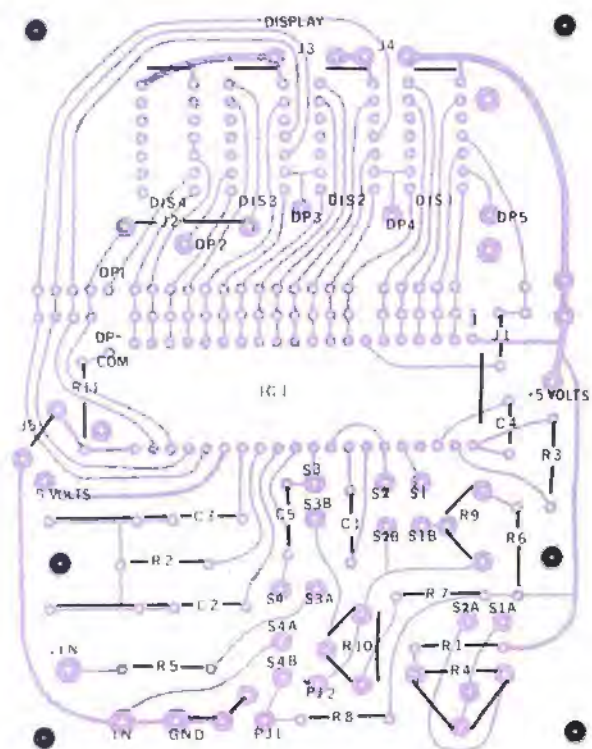 DISPLAY
J3 J4
DIS4 DIS3 DIS2 DIS1
J2 DP3 DP4 DP5
DP2
DP1
DP-
COM
J1
R11
+5 VOLTS
C4
R3
J5
5 VOLTS
S3 S2 S1
C3 C5 S3B C1 R9
S2B S1B R6
R2
C2 S4 S3A R7
S2A S1A
S4A
R10 R1
S4B R4
R5
PJ2
IN GND PJ1 R8